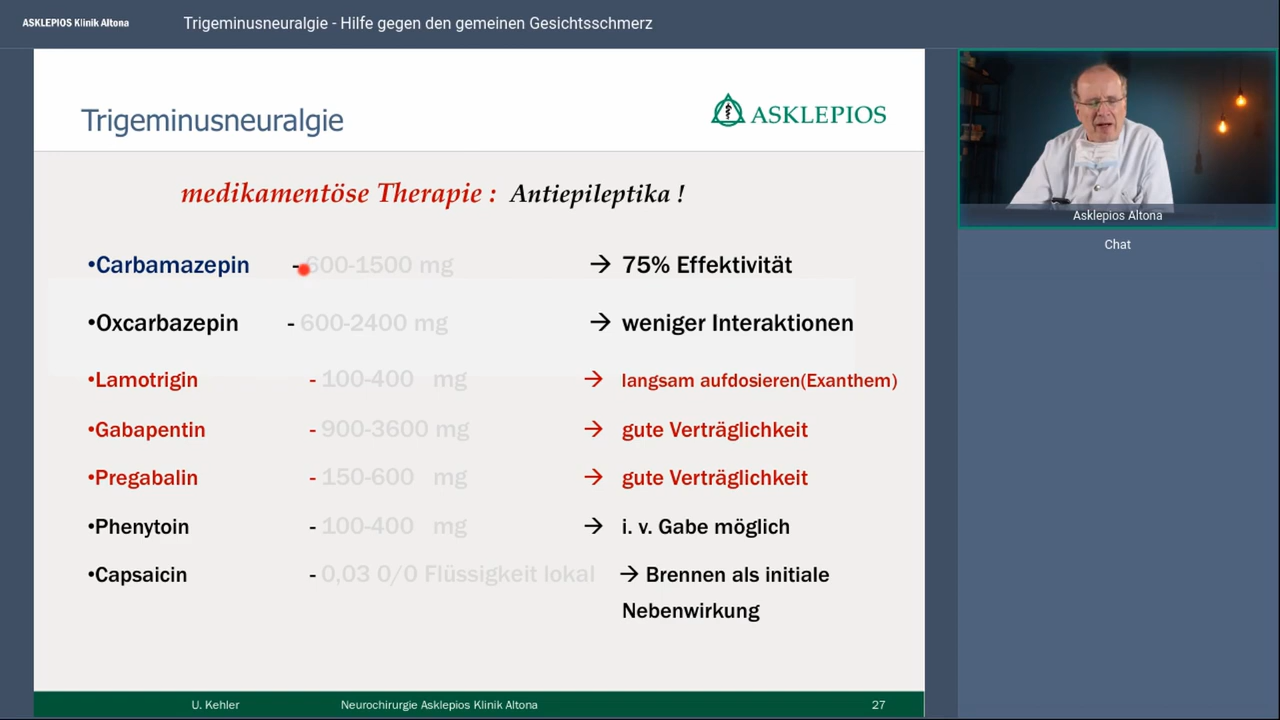 ASKLEPIOS Klinik Altona
Trigeminusneuralgie - Hilfe gegen den gemeinen Gesichtsschmerz
Trigeminusneuralgie
ASKLEPIOS
medikamentöse Therapie : Antiepileptika !
•Carbamazepin - 600-1500 mg → 75% Effektivität
•Oxcarbazepin - 600-2400 mg → weniger Interaktionen
•Lamotrigin - 100-400 mg → langsam aufdosieren(Exanthem)
•Gabapentin - 900-3600 mg → gute Verträglichkeit
•Pregabalin - 150-600 mg → gute Verträglichkeit
•Phenytoin - 100-400 mg → i. v. Gabe möglich
•Capsaicin - 0,03 0/0 Flüssigkeit lokal → Brennen als initiale
Nebenwirkung
U. Kehler Neurochirurgie Asklepios Klinik Altona 27
Asklepios Altona
Chat